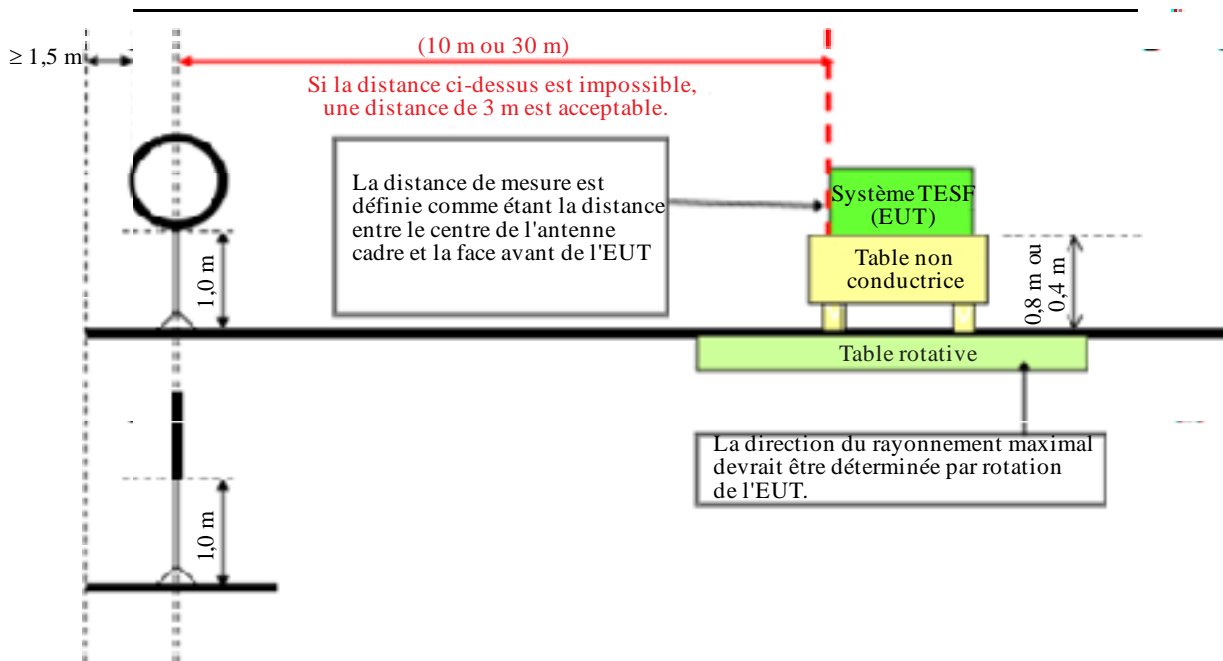 ≥ 1,5 m
(10 m ou 30 m)
Si la distance ci-dessus est impossible,
une distance de 3 m est acceptable.
La distance de mesure est
définie comme étant la distance
entre le centre de l'antenne
cadre et la face avant de l'EUT
Système TESF
(EUT)
Table non
conductrice
1,0 m
0,8 m ou
0,4 m
Table rotative
La direction du rayonnement maximal
devrait être déterminée par rotation
de l'EUT.
1,0 m